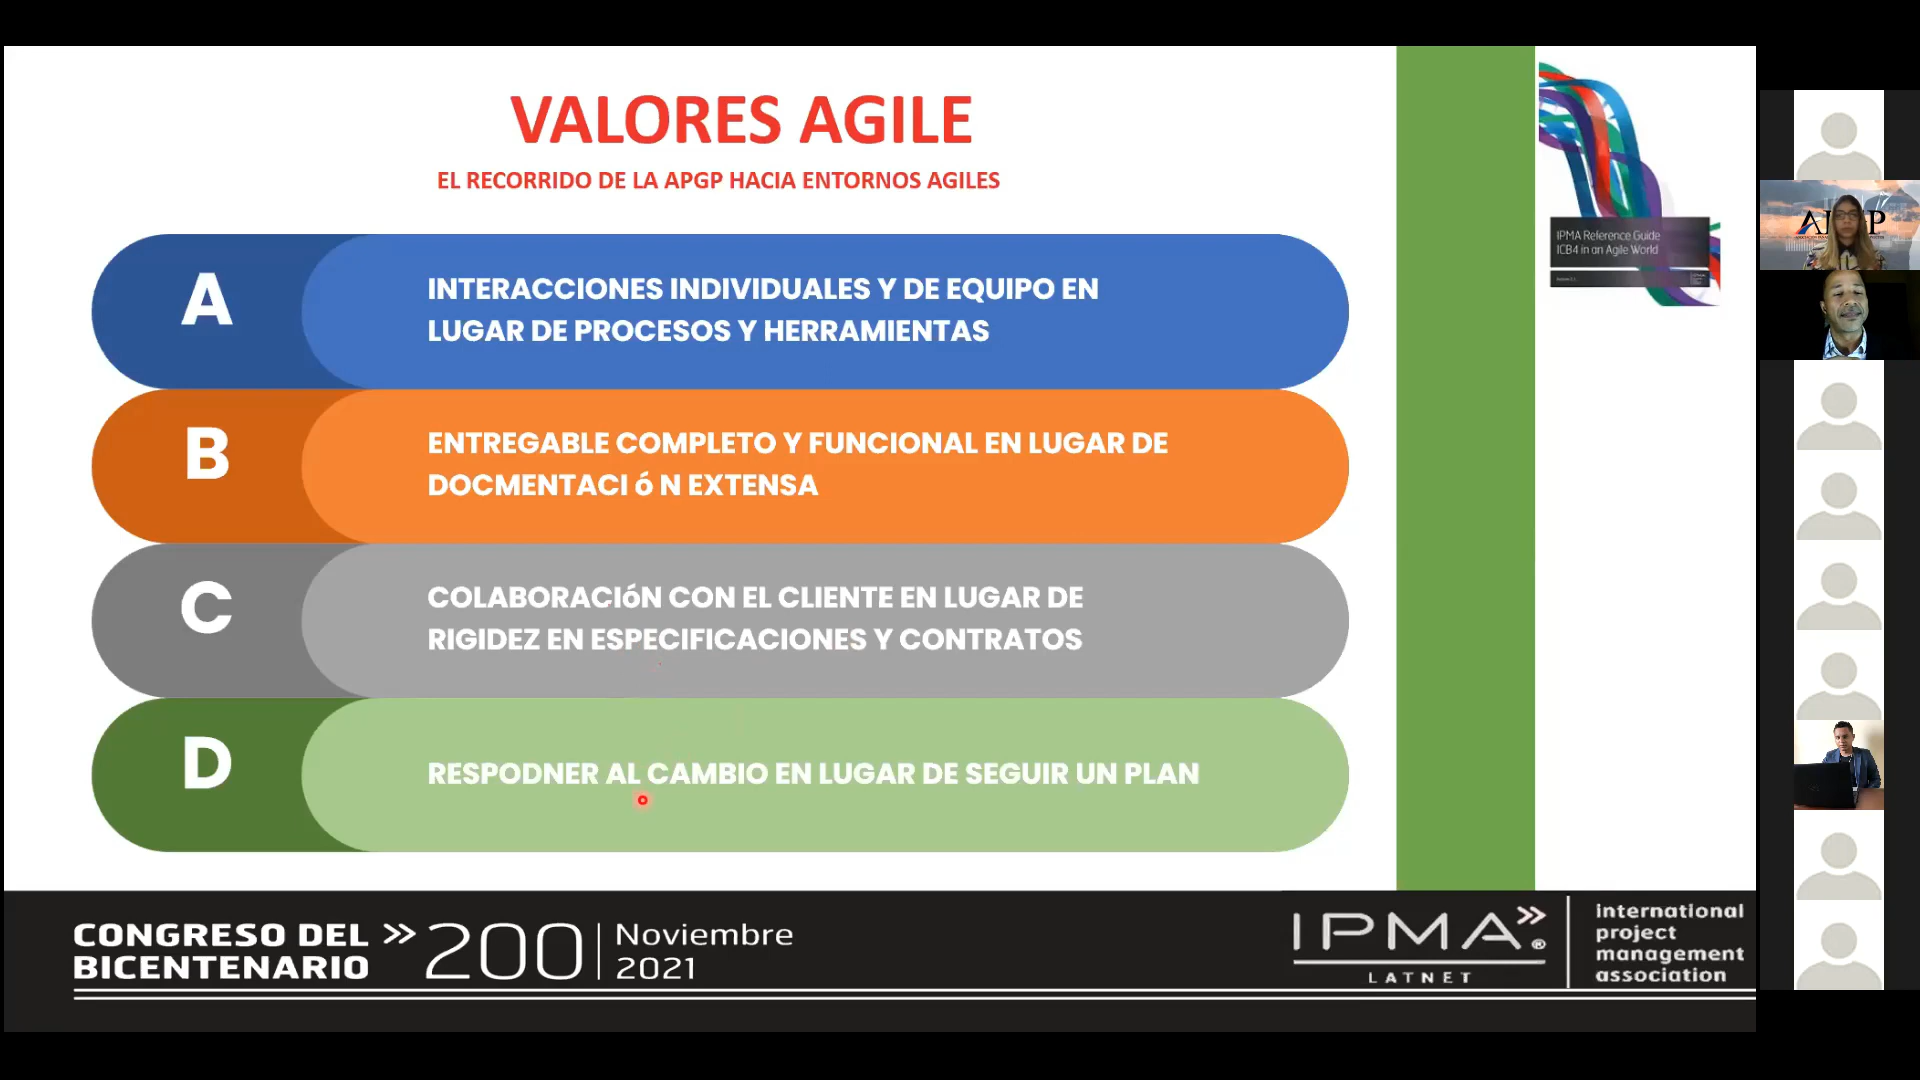 VALORES AGILE
EL RECORRIDO DE LA APGP HACIA ENTORNOS AGILES
A
INTERACCIONES INDIVIDUALES Y DE EQUIPO EN
LUGAR DE PROCESOS Y HERRAMIENTAS
B
ENTREGABLE COMPLETO Y FUNCIONAL EN LUGAR DE
DOCMENTACI ó N EXTENSA
C
COLABORACIóN CON EL CLIENTE EN LUGAR DE
RIGIDEZ EN ESPECIFICACIONES Y CONTRATOS
D
RESPODNER AL CAMBIO EN LUGAR DE SEGUIR UN PLAN
IPMA Reference Guide
ICB4 in an Agile World
CONGRESO DEL
BICENTENARIO
200
Noviembre
2021
IPMA®
LATNET
international
project
management
association